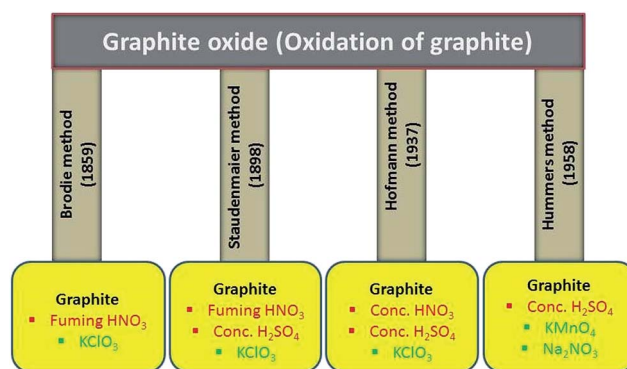 Graphite oxide (Oxidation of graphite)
Brodie method
(1859)
Staudenmaier method
(1898)
Hofmann method
(1937)
Hummers method
(1958)
Graphite
▪ Fuming HNO₃
▪ KClO₃
Graphite
▪ Fuming HNO₃
▪ Conc. H₂SO₄
▪ KClO₃
Graphite
▪ Conc. HNO₃
▪ Conc. H₂SO₄
▪ KClO₃
Graphite
▪ Conc. H₂SO₄
▪ KMnO₄
▪ Na₂NO₃